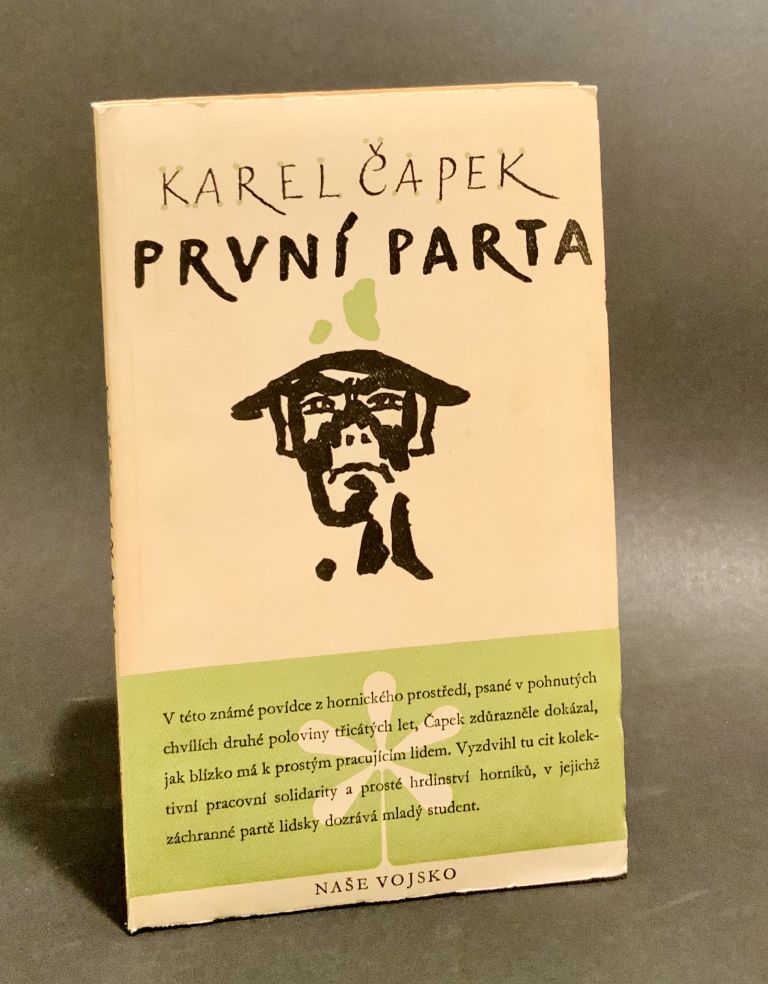 KAREL ČAPEK
PRVNÍ PARTA
V této známé povídce z hornického prostředí, psané v pohnutých
chvílích druhé poloviny třicátých let, Čapek zdůrazněle dokázal,
jak blízko má k prostým pracujícím lidem. Vyzdvihl tu cit kolek-
tivní pracovní solidarity a prosté hrdinství horníků, v jejichž
záchranné partě lidsky dozrává mladý student.
NAŠE VOJSKO